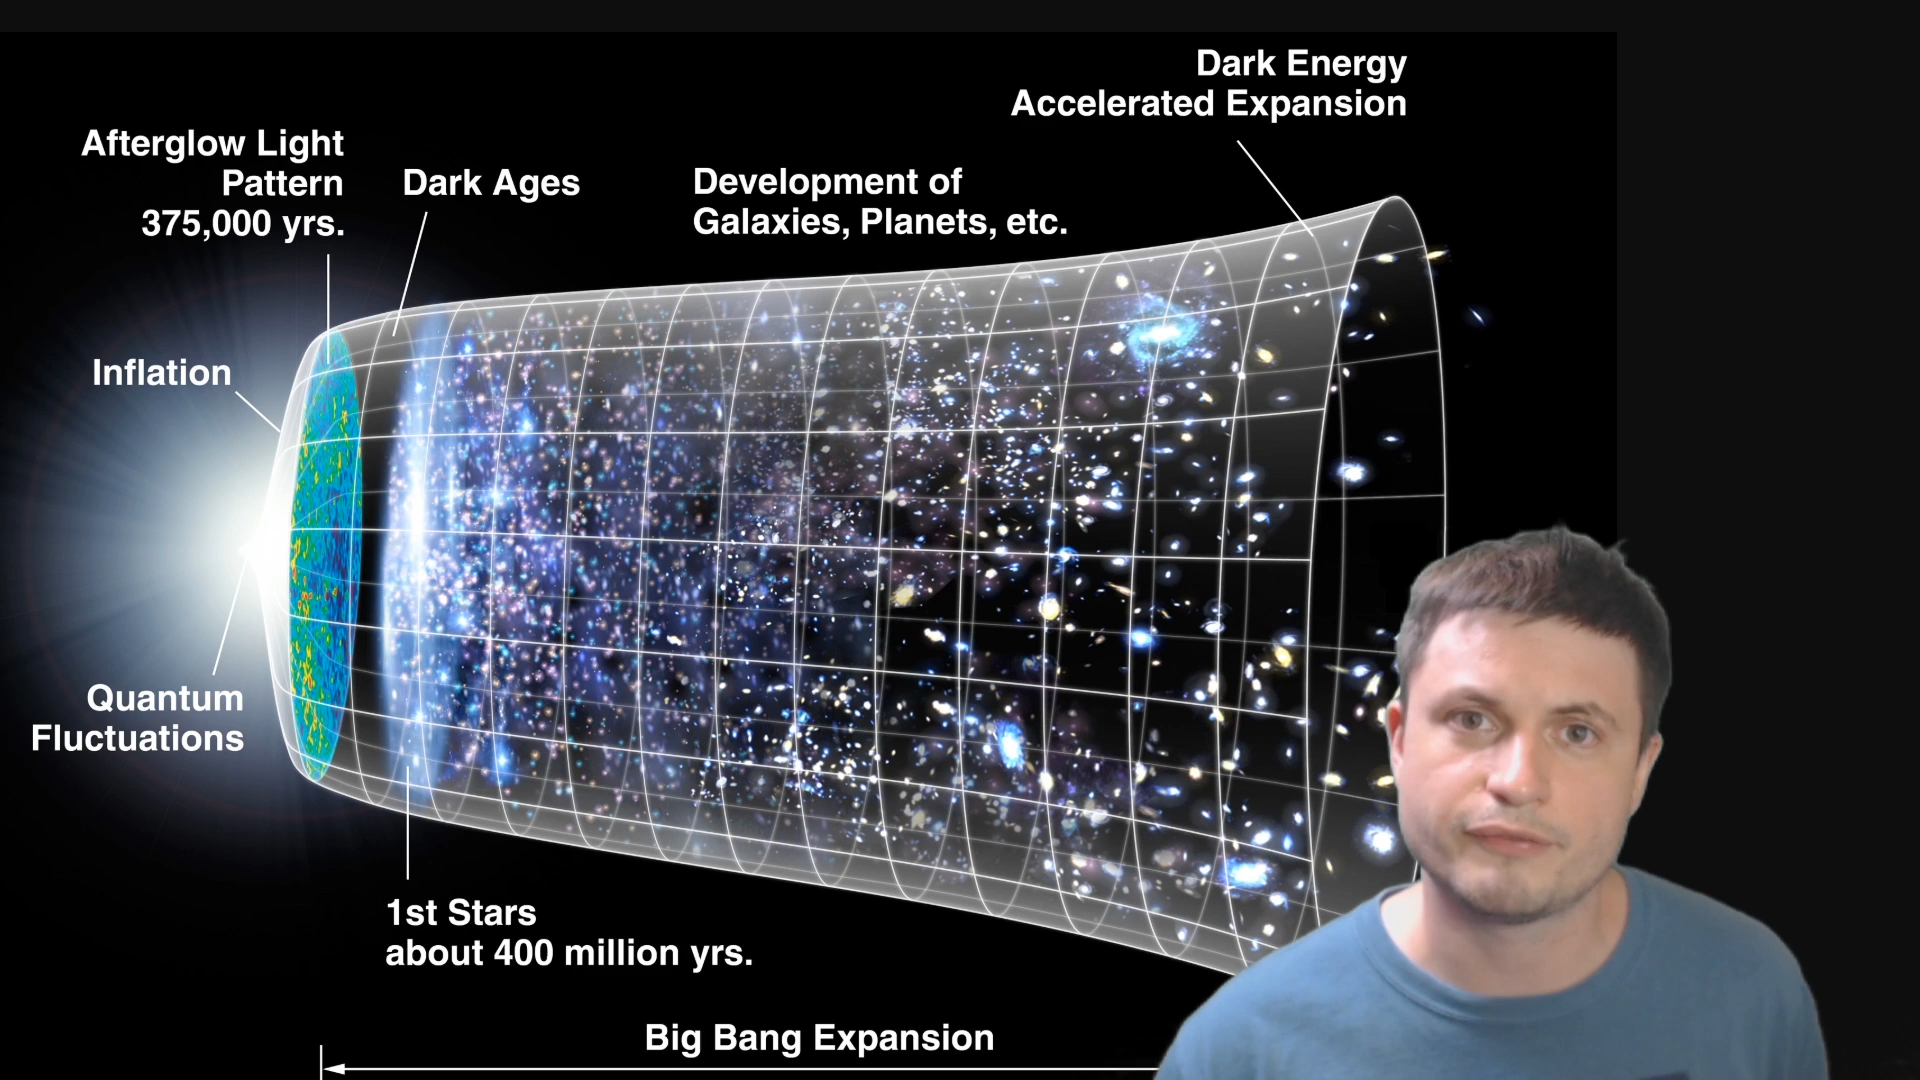 Dark Energy
Accelerated Expansion
Afterglow Light
Pattern
375,000 yrs.
Dark Ages
Development of
Galaxies, Planets, etc.
Inflation
Quantum
Fluctuations
1st Stars
about 400 million yrs.
Big Bang Expansion